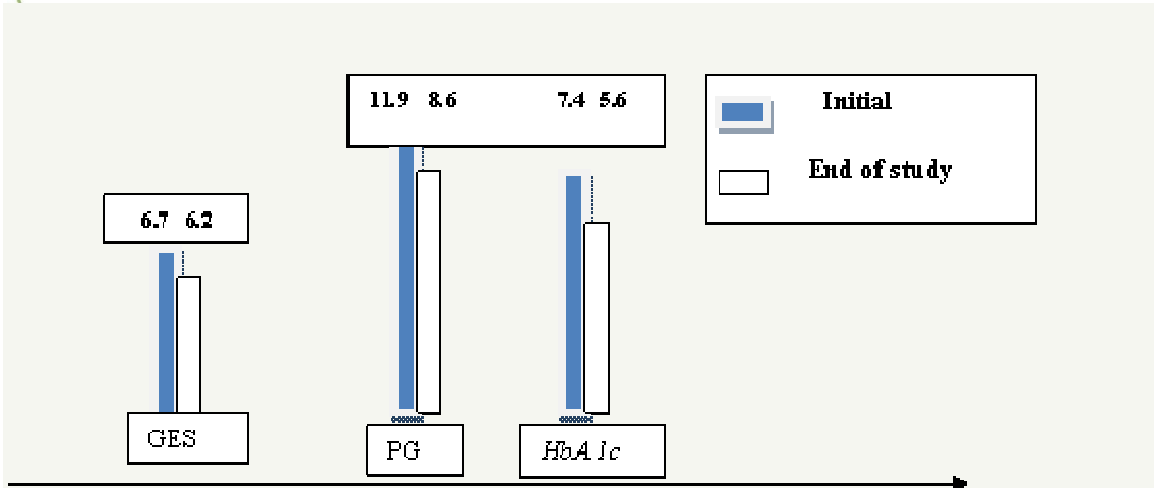 11.9 8.6 7.4 5.6
Initial
End of study
6.7 6.2
GES
PG
HbA 1c